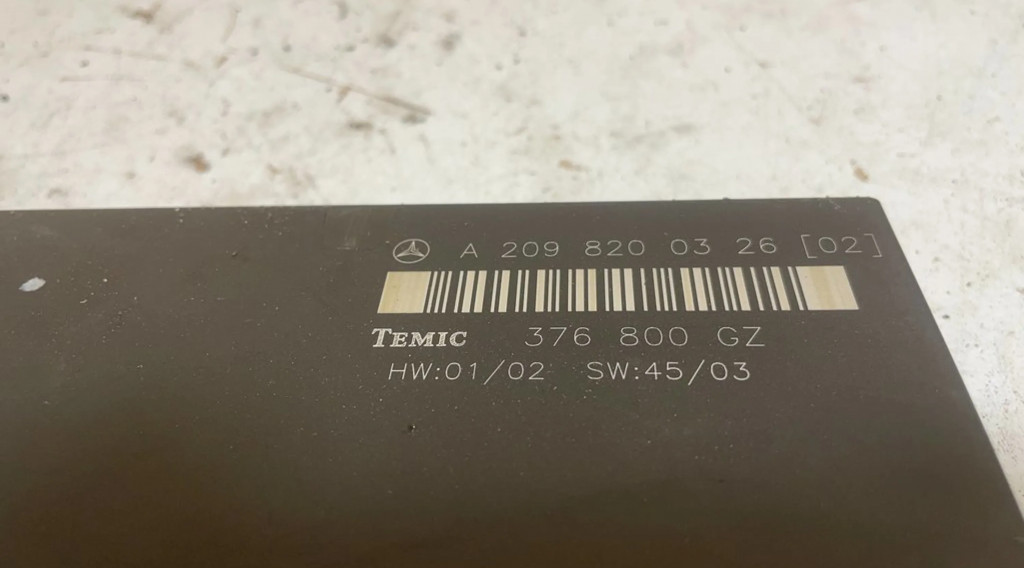 A 209 820 03 26 [02]
TEMIC 376 800 GZ
HW:01/02 SW:45/03